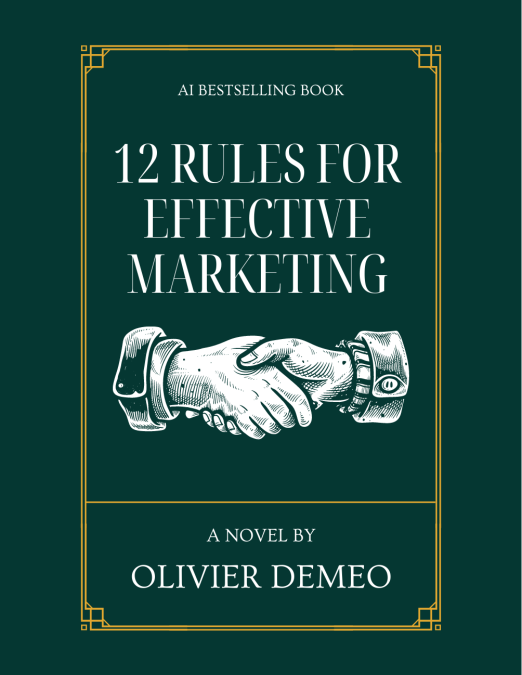 AI BESTSELLING BOOK
12 RULES FOR
EFFECTIVE
MARKETING
A NOVEL BY
OLIVIER DEMEO